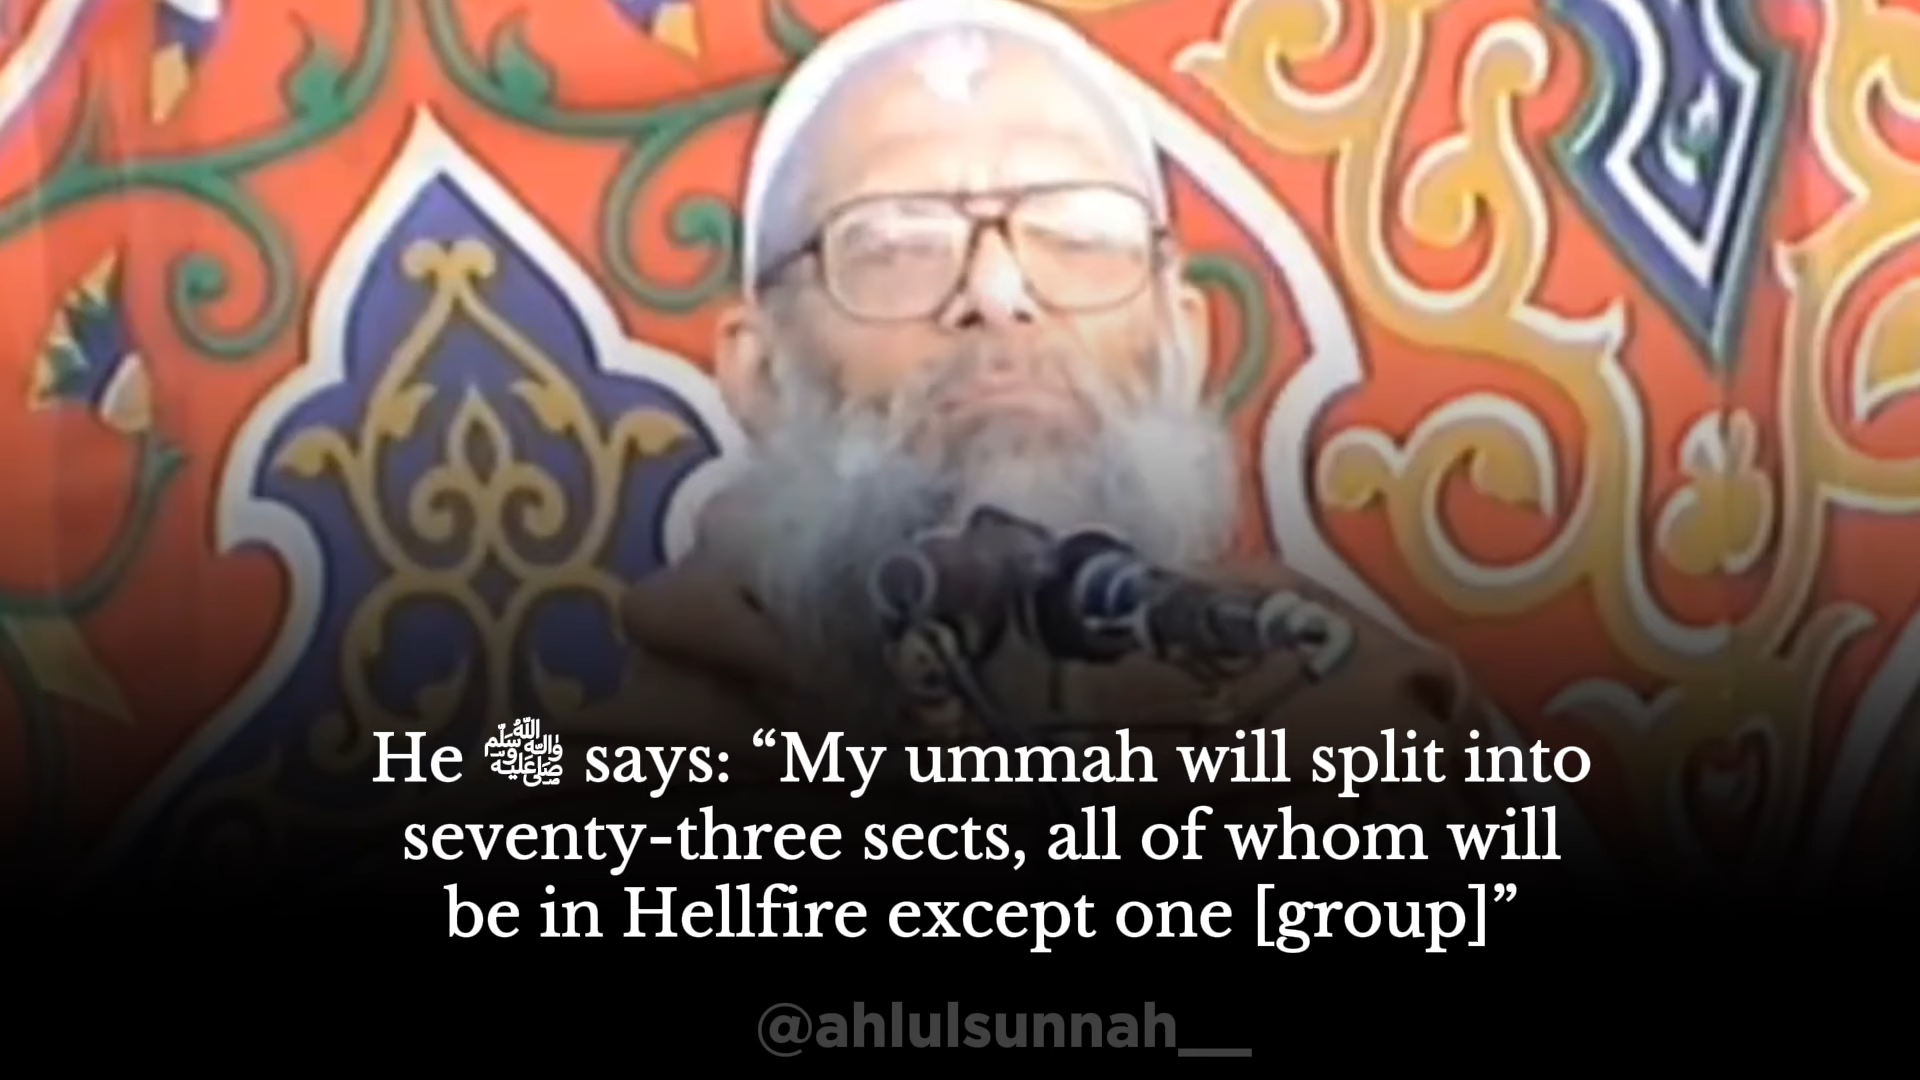 He ﷺ says: “My ummah will split into
seventy-three sects, all of whom will
be in Hellfire except one [group]”
@ahlulsunnah__